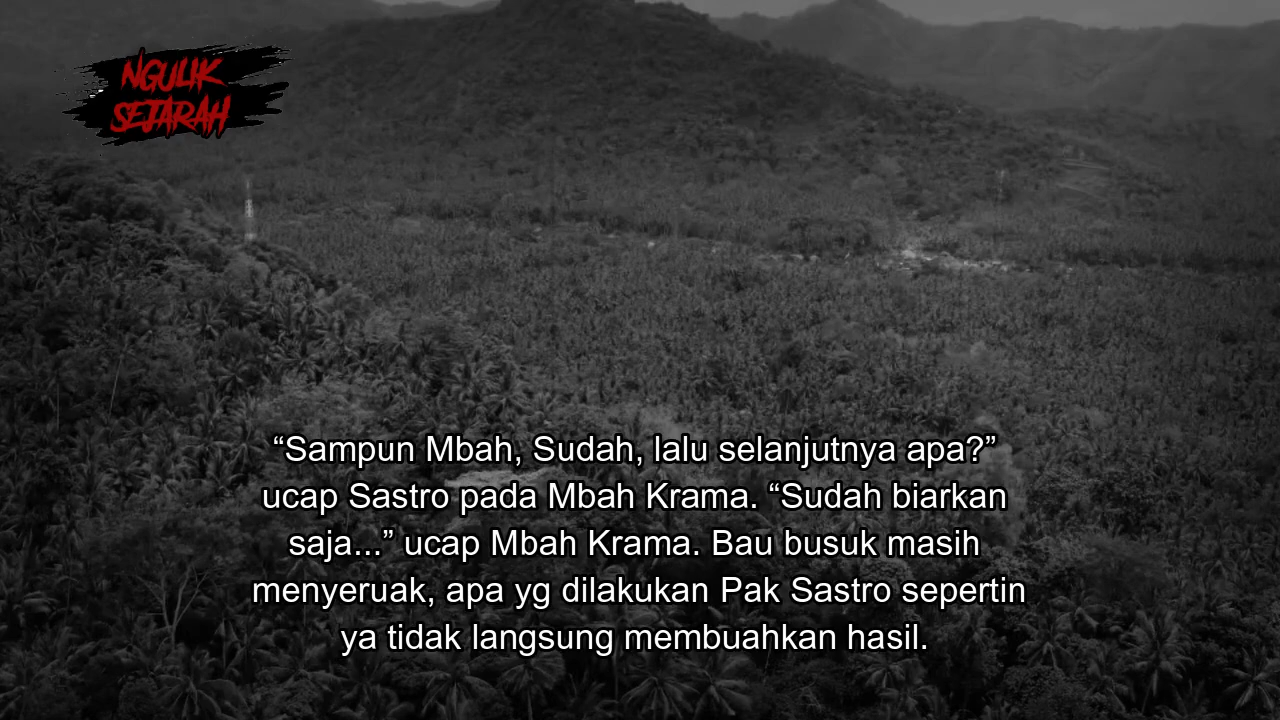 NGULIK
SEJARAH
“Sampun Mbah, Sudah, lalu selanjutnya apa?”
ucap Sastro pada Mbah Krama. “Sudah biarkan
saja...” ucap Mbah Krama. Bau busuk masih
menyeruak, apa yg dilakukan Pak Sastro sepertin
ya tidak langsung membuahkan hasil.